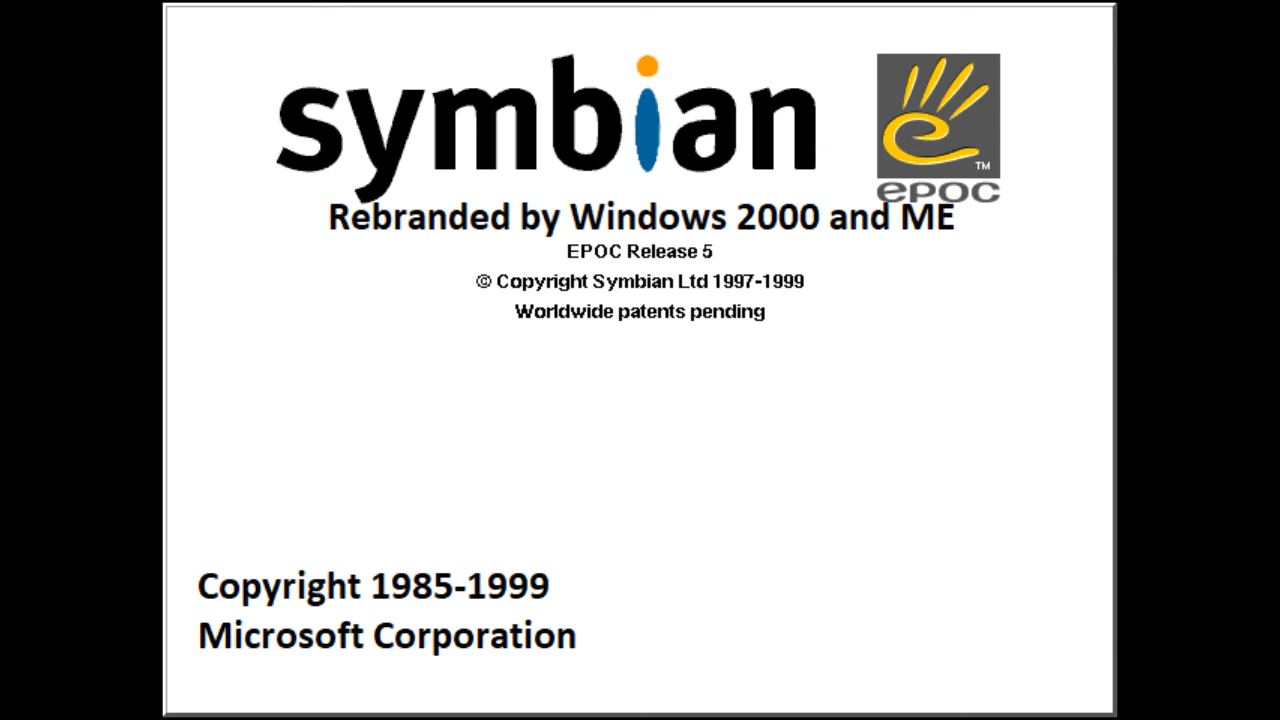 symbian
TM
epoc
Rebranded by Windows 2000 and ME
EPOC Release 5
© Copyright Symbian Ltd 1997-1999
Worldwide patents pending
Copyright 1985-1999
Microsoft Corporation